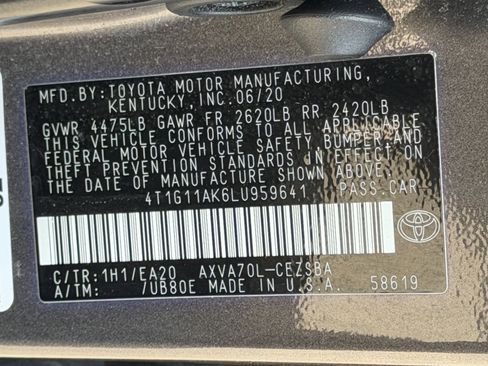 MFD.BY:TOYOTA MOTOR MANUFACTURING,
KENTUCKY,INC.06/20
GVWR 4475LB GAWR FR 2620LB RR 2420LB
THIS VEHICLE CONFORMS TO ALL APPLICABLE
FEDERAL MOTOR VEHICLE SAFETY, BUMPER, AND
THEFT PREVENTION STANDARDS IN EFFECT ON
THE DATE OF MANUFACTURE SHOWN ABOVE.
4T1G11AK6LU959641 PASS.CAR
C/TR:1H1/EA20 AXVA70L-CEZSBA
A/TM: 7UB80E MADE IN U.S.A. 58619